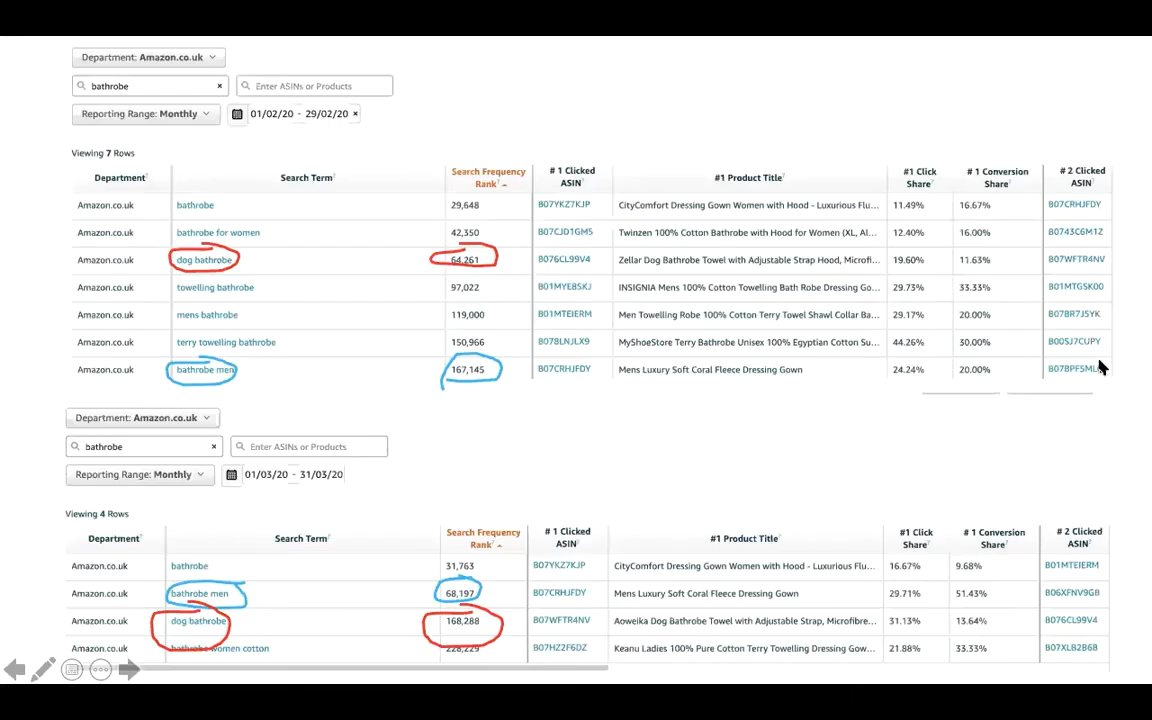 Department: Amazon.co.uk
bathrobe × Enter ASINs or Products
Reporting Range: Monthly 01/02/20 - 29/02/20 ×
Viewing 7 Rows
Department? Search Term? Search Frequency Rank? # 1 Clicked ASIN? #1 Product Title? #1 Click Share? # 1 Conversion Share? # 2 Clicked ASIN?
Amazon.co.uk bathrobe 29,648 B07YKZ7KJP CityComfort Dressing Gown Women with Hood - Luxurious Flu... 11.49% 16.67% B07CRHJFDY
Amazon.co.uk bathrobe for women 42,350 B07CJD1GMS Twinzen 100% Cotton Bathrobe with Hood for Women (XL, Al... 12.40% 16.00% B0743C6M1Z
Amazon.co.uk dog bathrobe 64,261 B076CL99V4 Zellar Dog Bathrobe Towel with Adjustable Strap Hood, Microfi... 19.60% 11.63% B07WFTR4NV
Amazon.co.uk towelling bathrobe 97,022 B01MYE8SKJ INSIGNIA Mens 100% Cotton Towelling Bath Robe Dressing Go... 29.73% 33.33% B01MTGSK00
Amazon.co.uk mens bathrobe 119,000 B01MTEIERM Men Towelling Robe 100% Cotton Terry Towel Shawl Collar Ba... 29.17% 20.00% B07BR7J5YK
Amazon.co.uk terry towelling bathrobe 150,966 B078LNJLX9 MyShoeStore Terry Bathrobe Unisex 100% Egyptian Cotton Su... 44.26% 30.00% B00SJ7CUPY
Amazon.co.uk bathrobe men 167,145 B07CRHJFDY Mens Luxury Soft Coral Fleece Dressing Gown 24.24% 20.00%
Department: Amazon.co.uk
bathrobe × Enter ASINs or Products
Reporting Range: Monthly 01/03/20 - 31/03/20
Viewing 4 Rows
Department? Search Term? Search Frequency Rank? # 1 Clicked ASIN? #1 Product Title? #1 Click Share? # 1 Conversion Share? # 2 Clicked ASIN?
Amazon.co.uk bathrobe 31,763 B07YKZ7KJP CityComfort Dressing Gown Women with Hood - Luxurious Flu... 16.67% 9.68% B01MTEIERM
Amazon.co.uk bathrobe men 68,197 B07CRHJFDY Mens Luxury Soft Coral Fleece Dressing Gown 29.71% 51.43% B06XFNV9GB
Amazon.co.uk dog bathrobe 168,288 B07WFTR4NV Aoweika Dog Bathrobe Towel with Adjustable Strap, Microfibre... 31.13% 13.64% B076CL99V4
Amazon.co.uk bathrobe women cotton 228,229 B07HZ2F6DZ Keanu Ladies 100% Pure Cotton Terry Towelling Dressing Gow... 21.88% 33.33% B07XLB2B6B